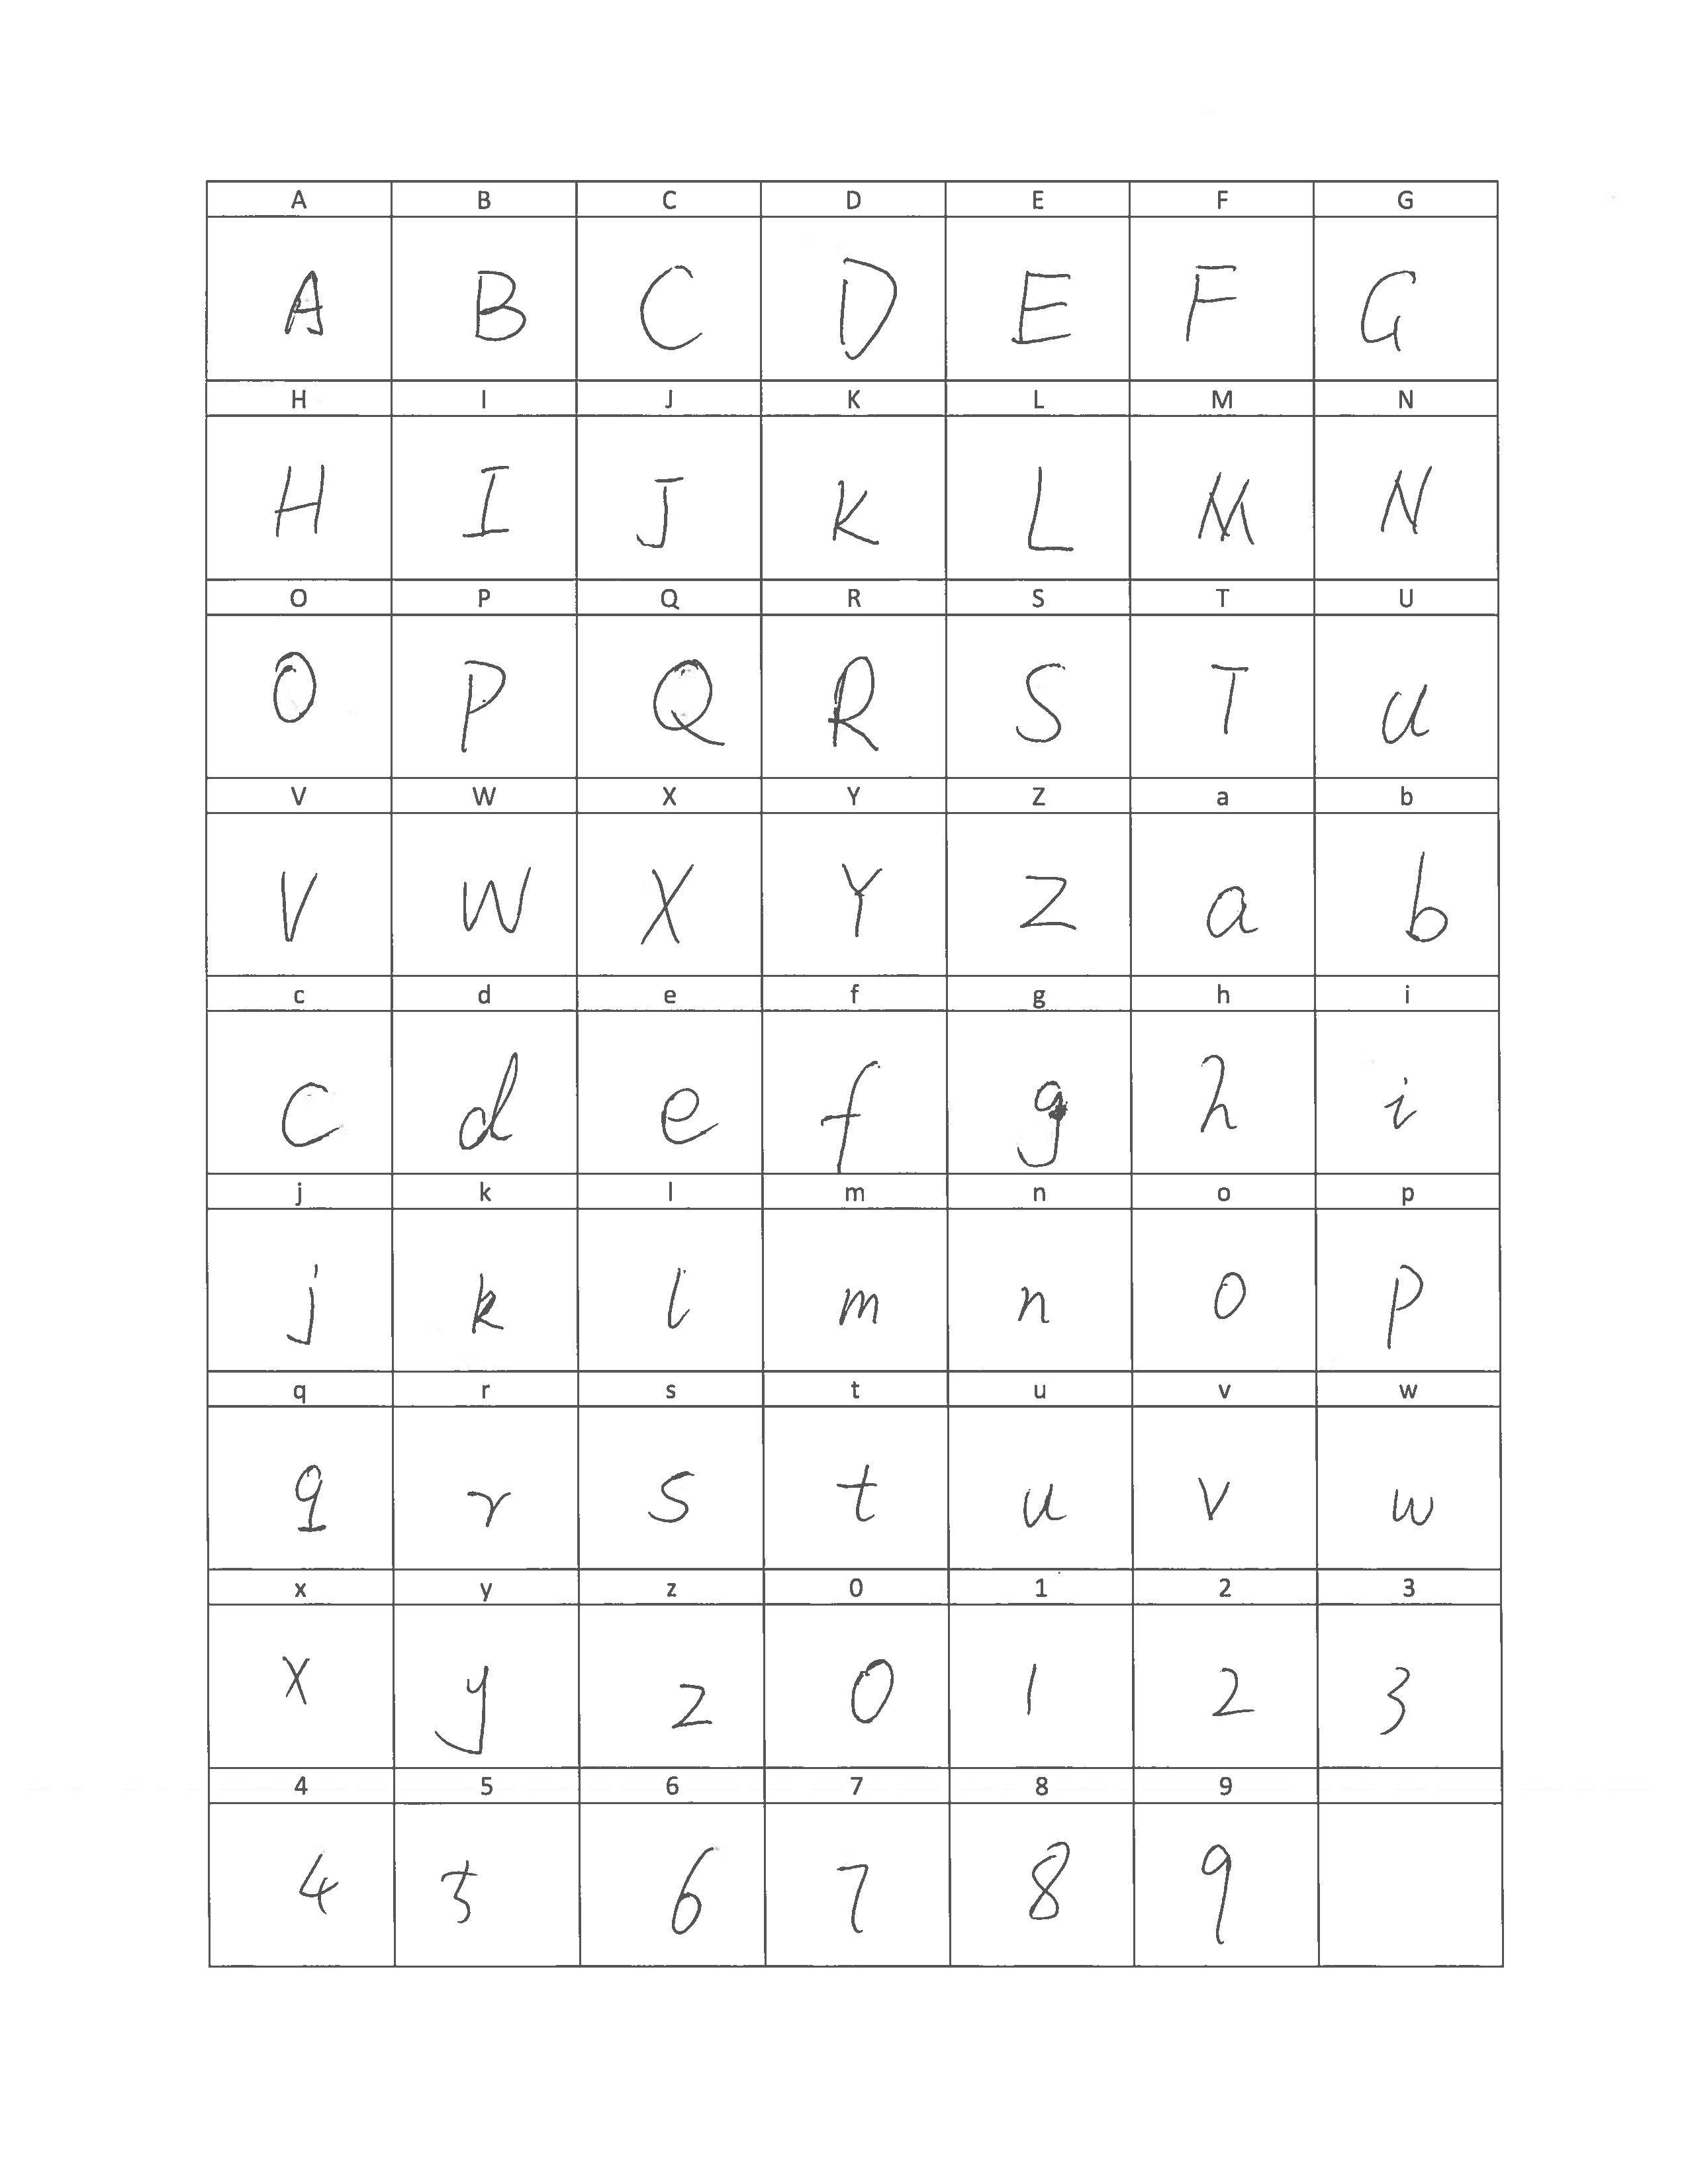 A B C D E F G
A B C D E F G
H I J K L M N
H I J K L M N
O P Q R S T U
O P Q R S T U
V W X Y Z a b
V W X Y Z a b
c d e f g h i
c d e f g h i
j k l m n o p
j k l m n o p
q r s t u v w
q r s t u v w
x y z 0 1 2 3
x y z 0 1 2 3
4 5 6 7 8 9
4 5 6 7 8 9